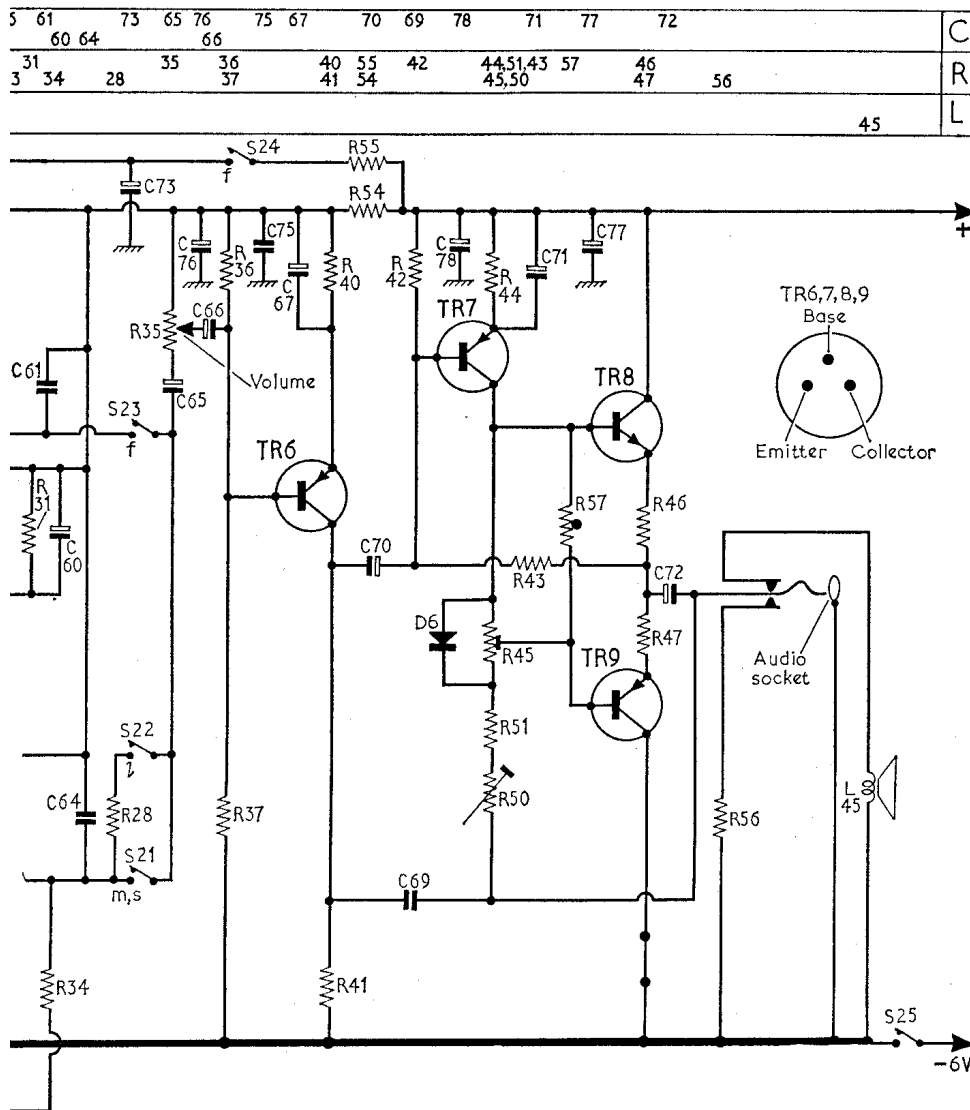 5 61 73 65 76 75 67 70 69 78 71 77 72 C
60 64 66
31 35 36 40 55 42 44,51,43 57 46 R
3 34 28 37 41 54 45,50 47 56
L
45
S24
R55
f
C73
R54
C 76
R 36
C75
C 67
R 40
R 42
C 78
R 44
C71
C77
TR6,7,8,9
Base
Emitter Collector
+
TR7
R35
C66
Volume
C61
C65
S23
f
TR8
TR6
R 31
C 60
R57
R46
C70
R43
C72
D6
R45
R47
TR9
Audio
socket
S22
l
R51
R50
C64
R28
R37
R56
L
45
S21
m,s
C69
R34
R41
S25
-6V